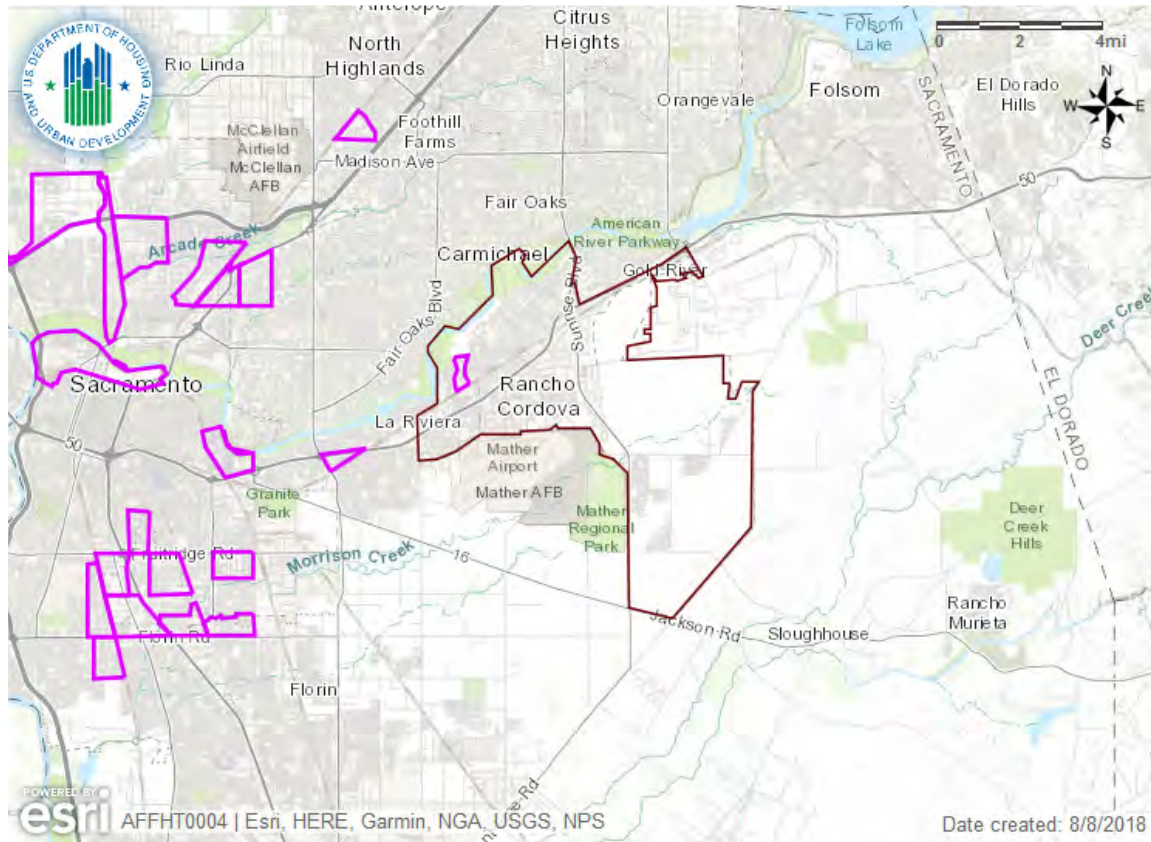 U.S. DEPARTMENT OF HOUSING
AND URBAN DEVELOPMENT
Antelope
Citrus
Heights
Folsom
Lake
0 2 4mi
North
Highlands
Rio Linda
N
W E
S
Orangevale
Folsom
El Dorado
Hills
SACRAMENTO
EL DORADO
McClellan
Airfield
McClellan
AFB
Foothill
Farms
Madison Ave
50
Fair Oaks
American
River Parkway
Arcade Creek
Carmichael
Gold River
Sunrise Blvd
Fair Oaks Blvd
Deer Creek
Sacramento
Rancho
Cordova
La Riviera
50
Mather
Airport
Mather AFB
Granite
Park
Mather
Regional
Park
Deer
Creek
Hills
Fruitridge Rd
Morrison Creek
16
Rancho
Murieta
Jackson Rd
Sloughhouse
Florin Rd
Florin
POWERED BY
esri
AFFHT0004 | Esri, HERE, Garmin, NGA, USGS, NPS
Date created: 8/8/2018